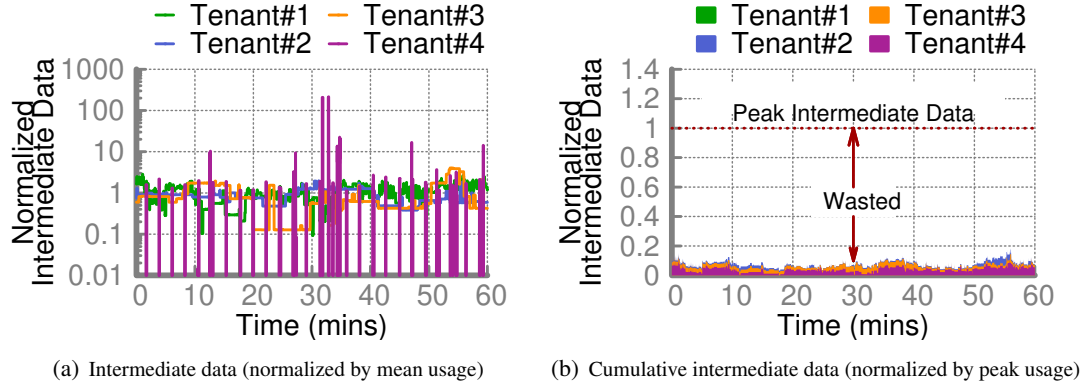 Tenant#1 Tenant#3
Tenant#2 Tenant#4
Normalized
Intermediate Data
1000
100
10
1
0.1
0.01
0 10 20 30 40 50 60
Time (mins)
(a) Intermediate data (normalized by mean usage)
Tenant#1 Tenant#3
Tenant#2 Tenant#4
Normalized
Intermediate Data
1.4
1.2
1
0.8
0.6
0.4
0.2
0
Peak Intermediate Data
Wasted
0 10 20 30 40 50 60
Time (mins)
(b) Cumulative intermediate data (normalized by peak usage)